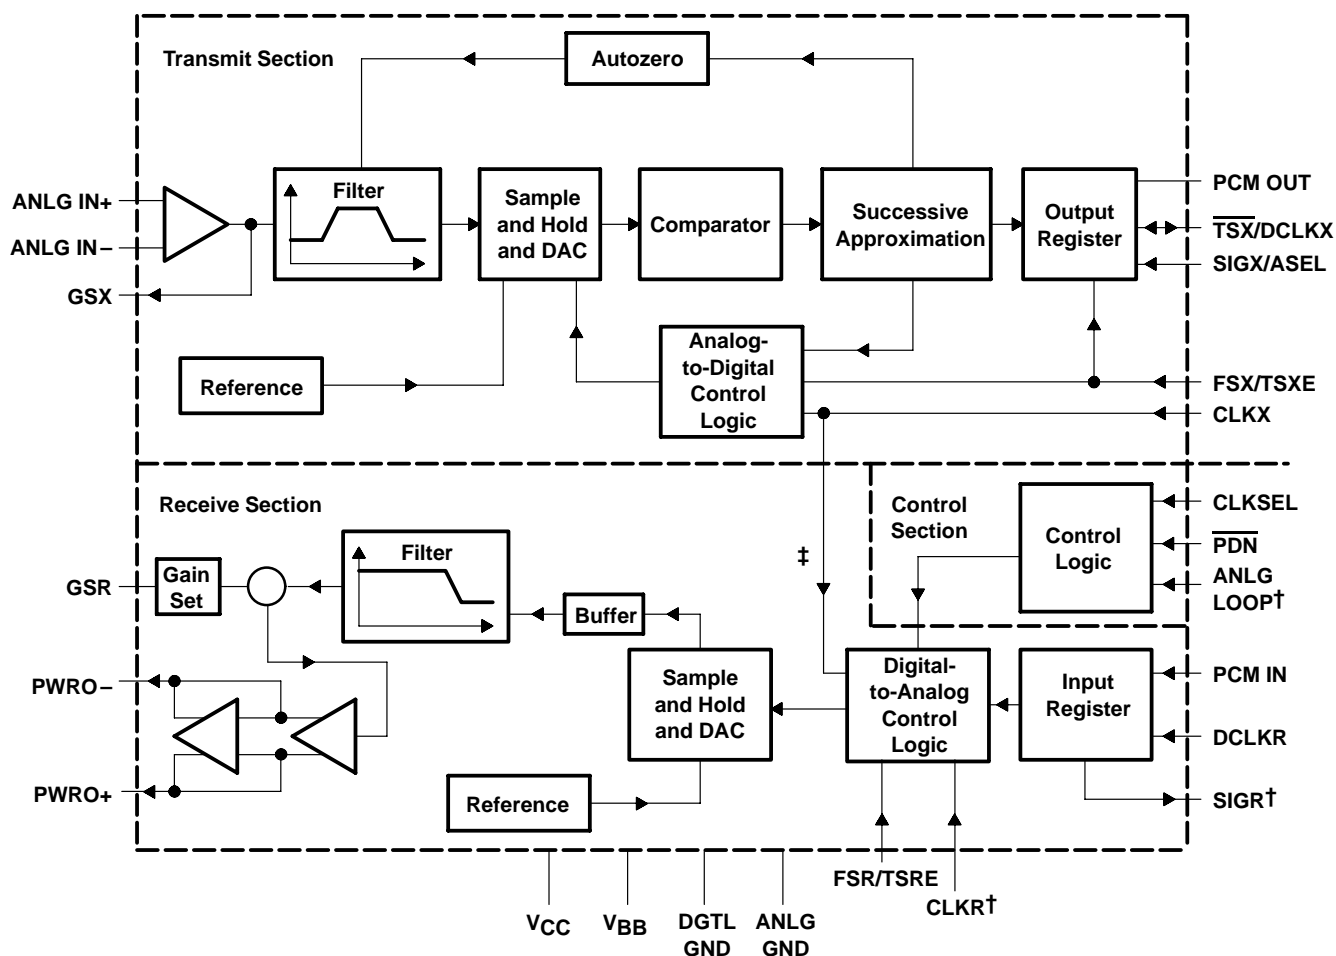 Transmit Section
Autozero
ANLG IN+
ANLG IN−
GSX
Filter
Sample
and Hold
and DAC
Comparator
Successive
Approximation
Output
Register
PCM OUT
TSX/DCLKX
SIGX/ASEL
Reference
Analog-
to-Digital
Control
Logic
FSX/TSXE
CLKX
Receive Section
Control
Section
Control
Logic
CLKSEL
PDN
ANLG
LOOP†
‡
GSR
Gain
Set
Filter
Buffer
PWRO−
PWRO+
Sample
and Hold
and DAC
Digital-
to-Analog
Control
Logic
Input
Register
PCM IN
DCLKR
SIGR†
Reference
FSR/TSRE
CLKR†
VCC
VBB
DGTL
GND
ANLG
GND